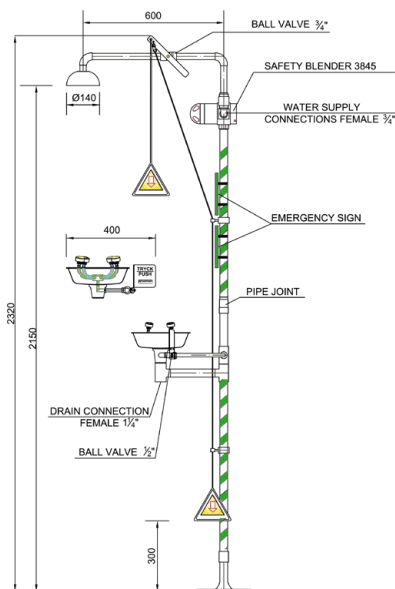 600
BALL VALVE ¾"
SAFETY BLENDER 3845
Ø140
WATER SUPPLY
CONNECTIONS FEMALE ¾"
EMERGENCY SIGN
400
TRYCK
PUSH
2320
2150
PIPE JOINT
DRAIN CONNECTION
FEMALE 1¼"
BALL VALVE ½"
300